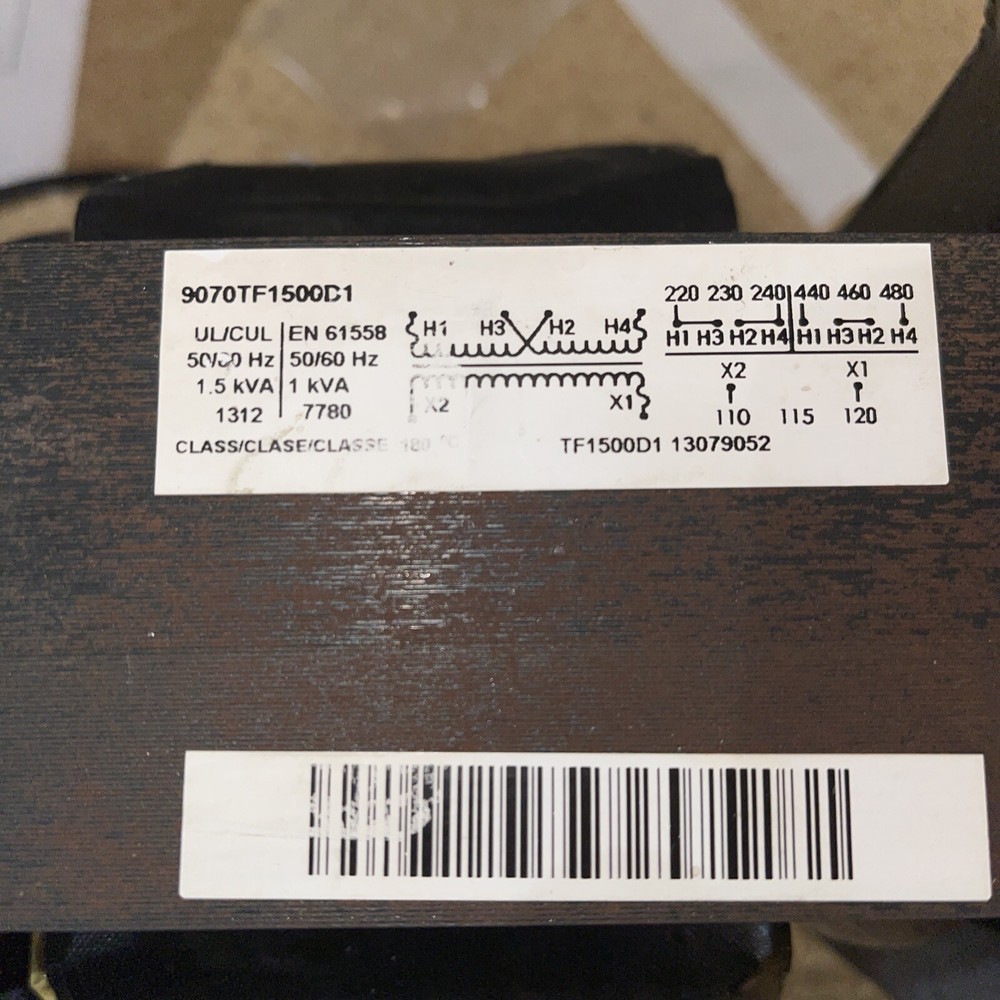 9070TF1500D1
UL/CUL EN 61558
50/60 Hz 50/60 Hz
1.5 kVA 1 kVA
1312 7780
CLASS/CLASE/CLASSE 180 °C
H1 H3 H2 H4
X2 X1
TF1500D1 13079052
220 230 240 440 460 480
H1 H3 H2 H4 H1 H3 H2 H4
X2 X1
110 115 120